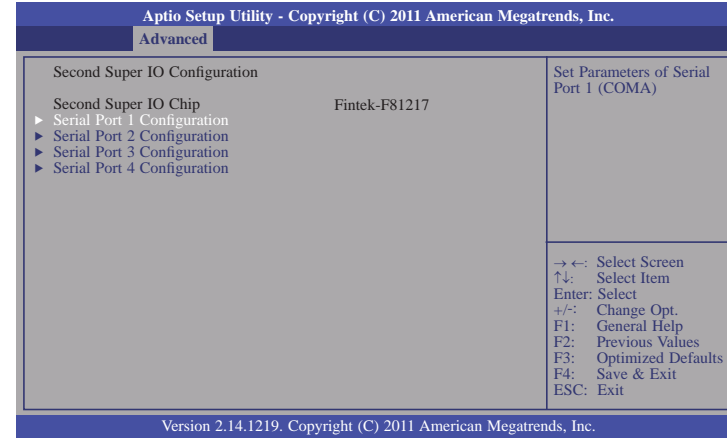 Aptio Setup Utility - Copyright (C) 2011 American Megatrends, Inc.
Advanced
Second Super IO Configuration
Second Super IO Chip Fintek-F81217
► Serial Port 1 Configuration
► Serial Port 2 Configuration
► Serial Port 3 Configuration
► Serial Port 4 Configuration
Set Parameters of Serial
Port 1 (COMA)
→←: Select Screen
↑↓: Select Item
Enter: Select
+/-: Change Opt.
F1: General Help
F2: Previous Values
F3: Optimized Defaults
F4: Save & Exit
ESC: Exit
Version 2.14.1219. Copyright (C) 2011 American Megatrends, Inc.